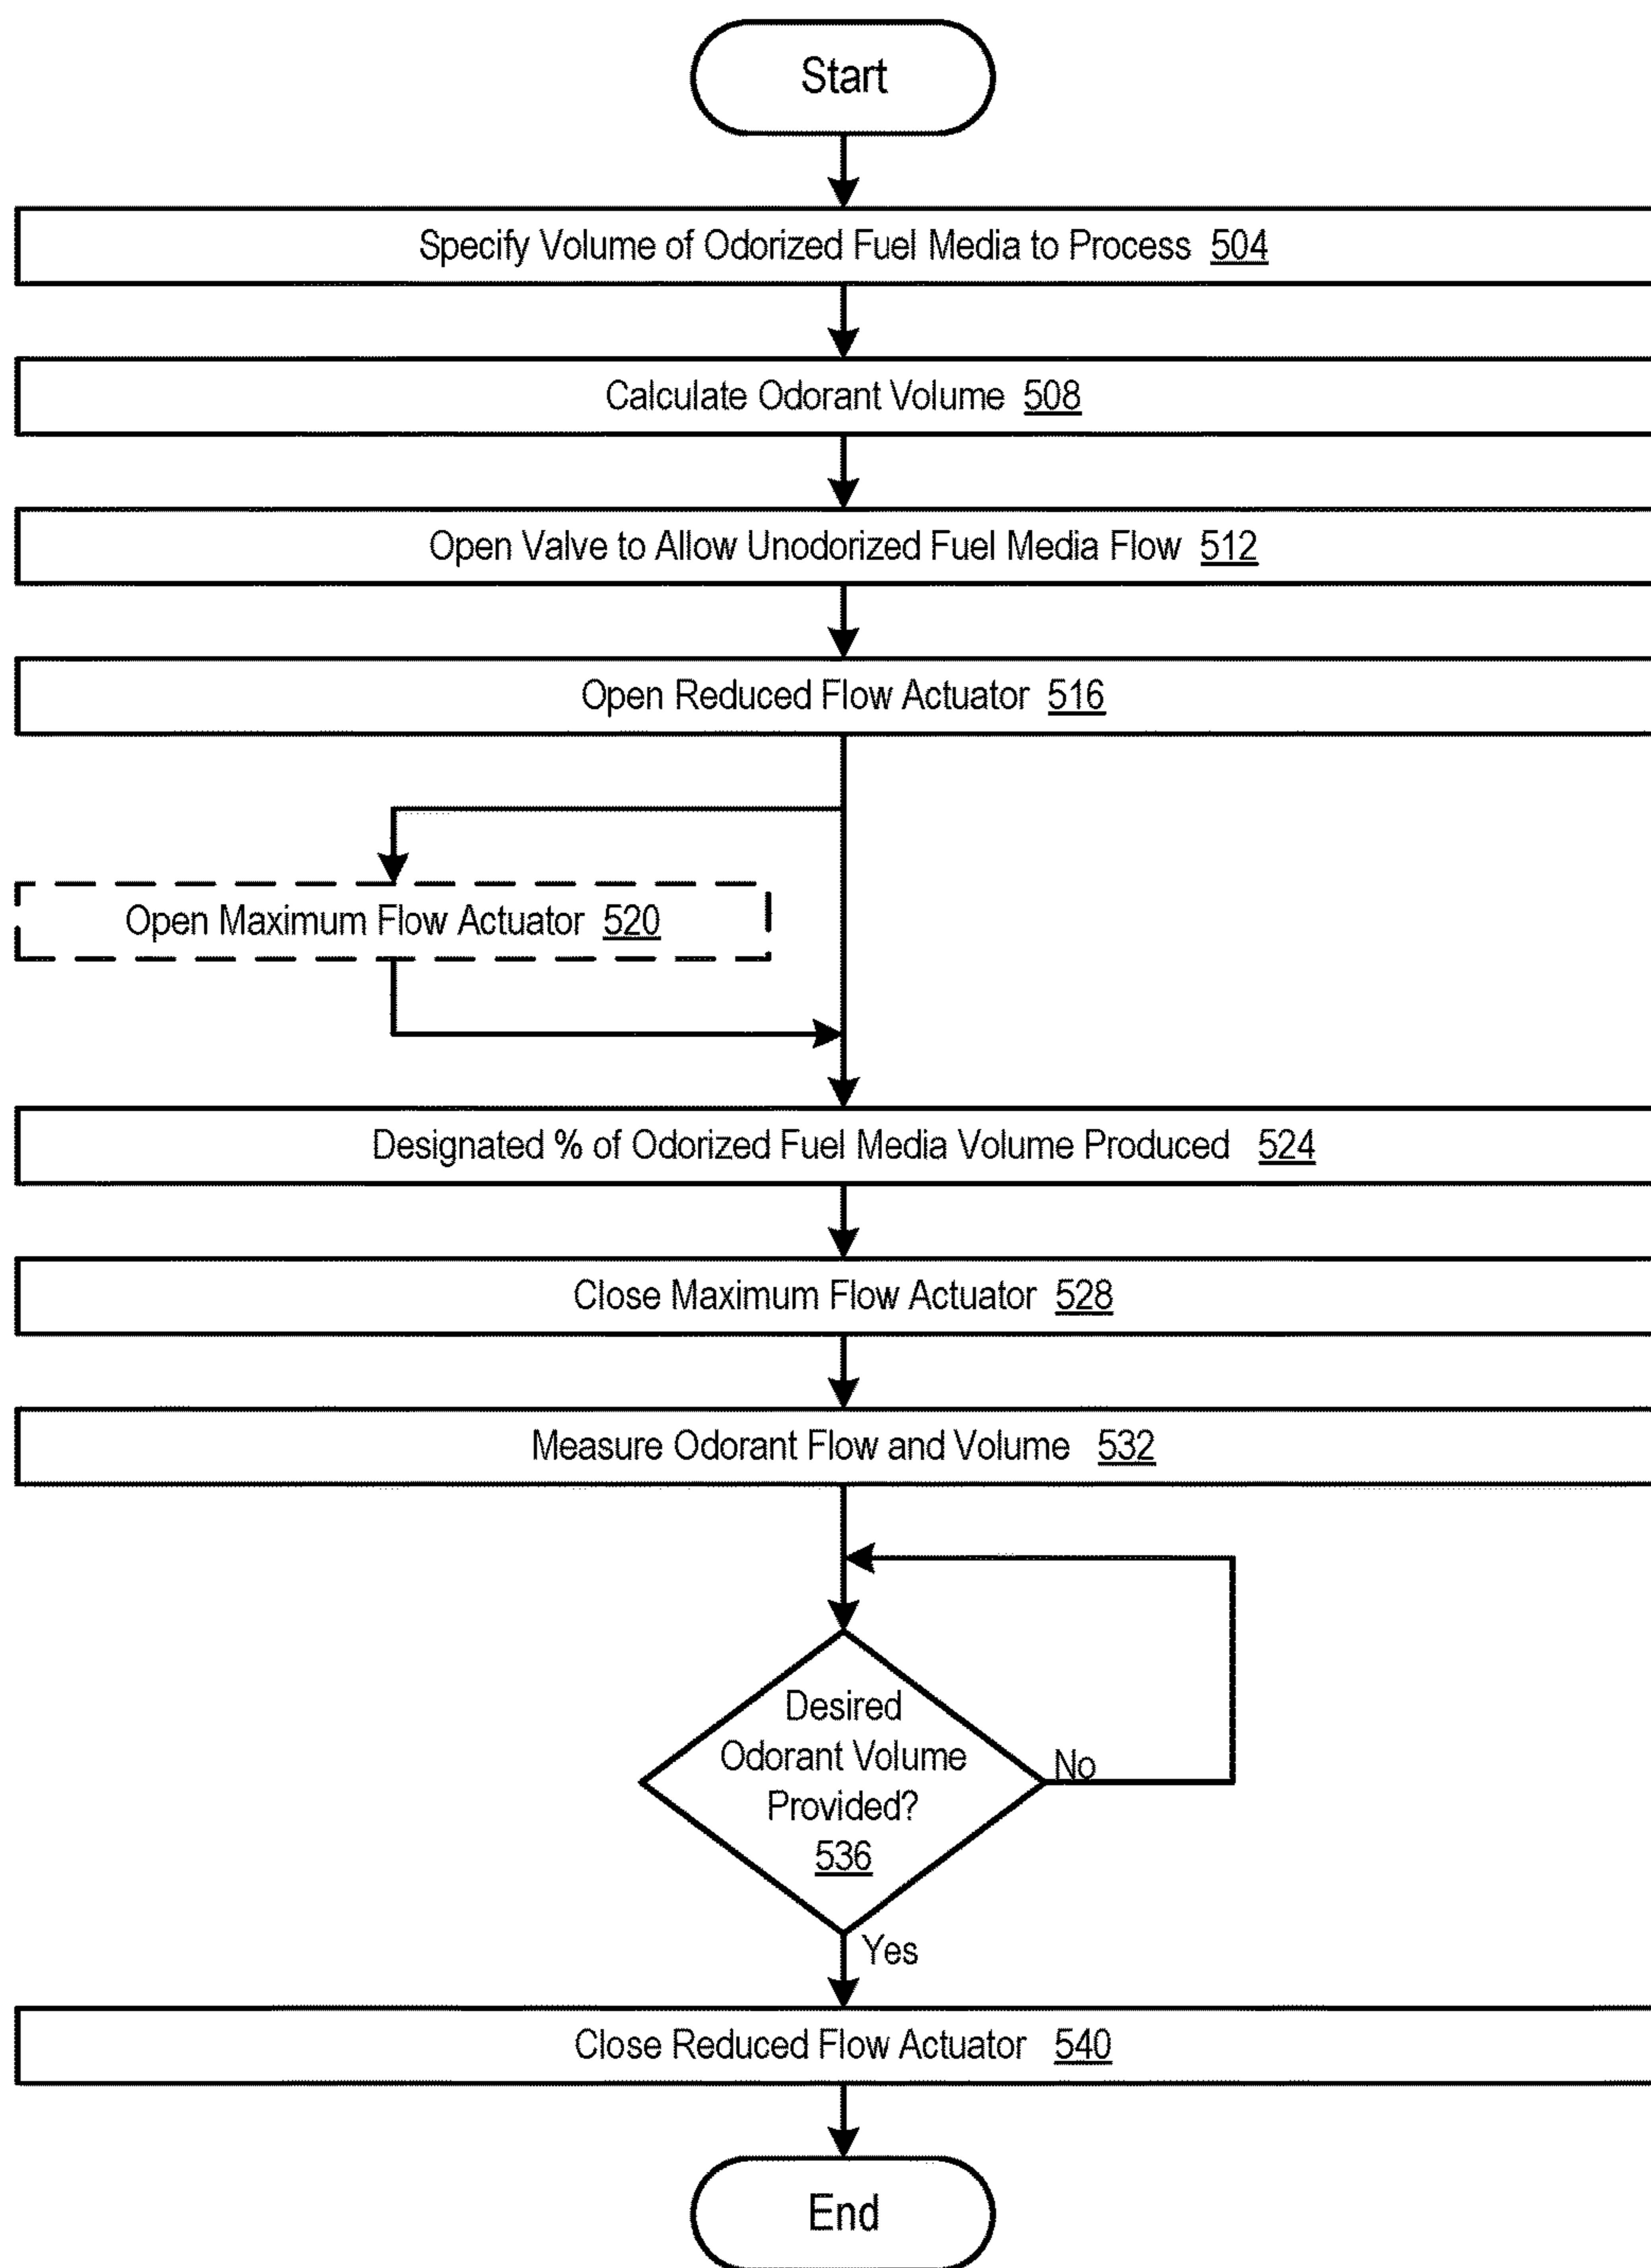 Start
Specify Volume of Odorized Fuel Media to Process 504
Calculate Odorant Volume 508
Open Valve to Allow Unodorized Fuel Media Flow 512
Open Reduced Flow Actuator 516
Open Maximum Flow Actuator 520
Designated % of Odorized Fuel Media Volume Produced 524
Close Maximum Flow Actuator 528
Measure Odorant Flow and Volume 532
Desired
Odorant Volume
Provided?
536
No
Yes
Close Reduced Flow Actuator 540
End